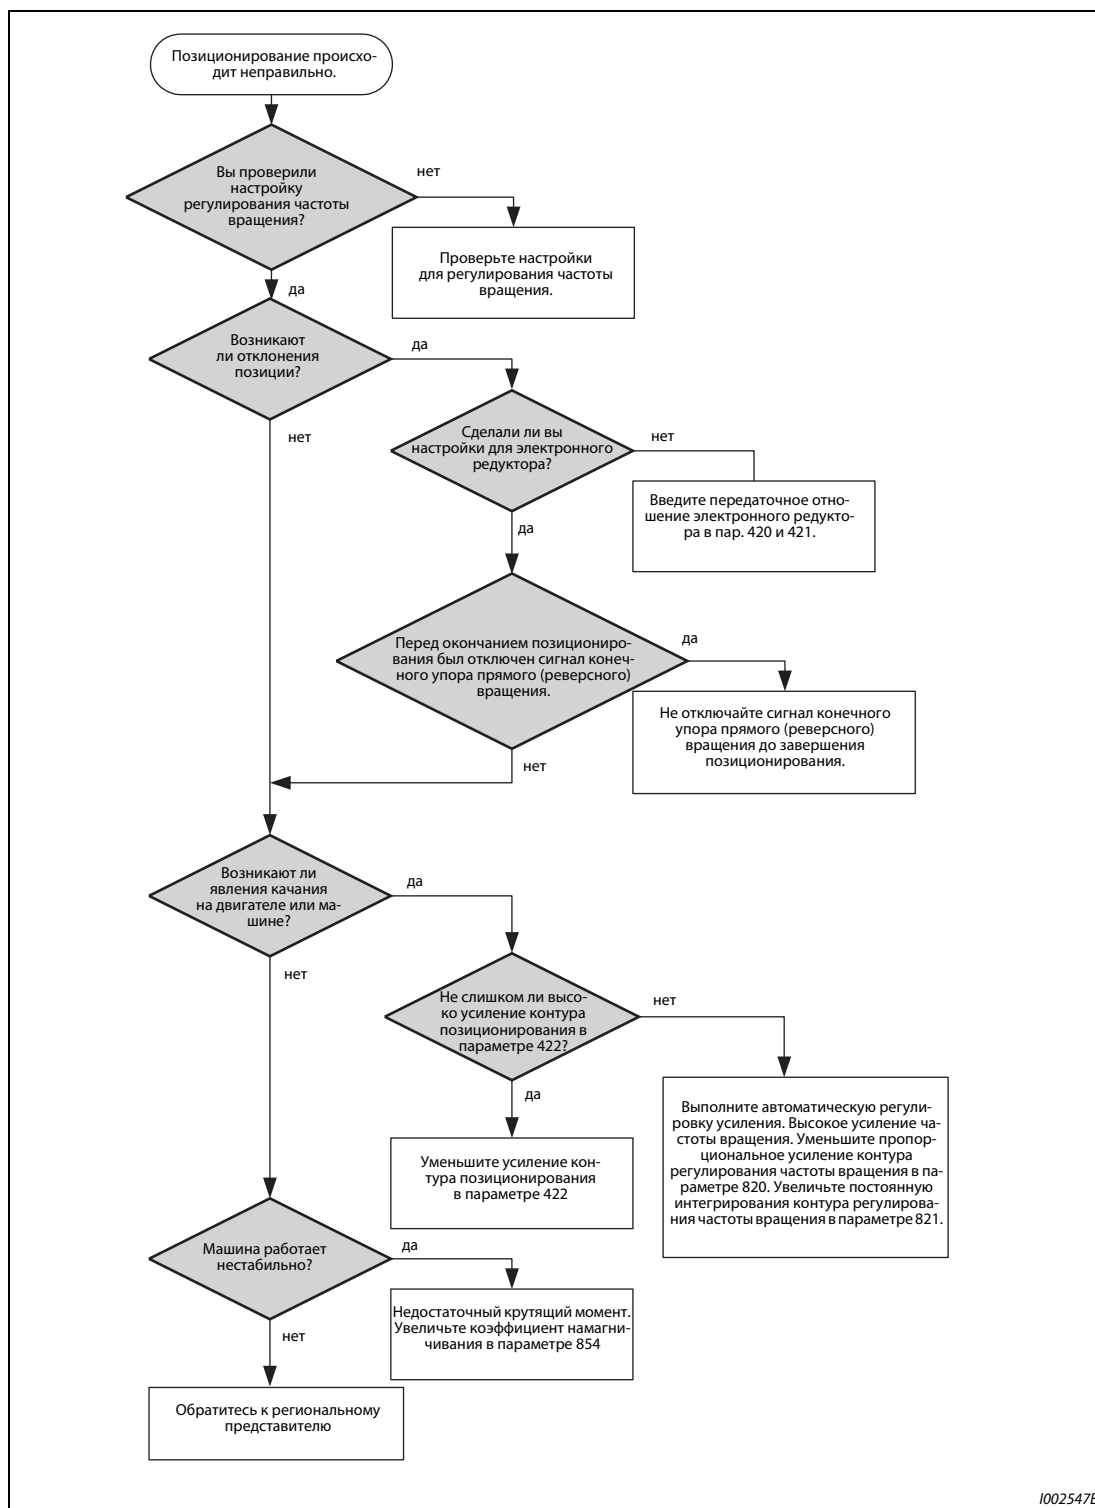 Позиционирование происхо-
дит неправильно.
Вы проверили
настройку
регулирования частоты
вращения?
нет
Проверьте настройки
для регулирования частоты
вращения.
да
Возникают
ли отклонения
позиции?
да
нет
Сделали ли вы
настройки для электронного
редуктора?
нет
Введите передаточное отно-
шение электронного редукто-
ра в пар. 420 и 421.
да
Перед окончанием позициониро-
вания был отключен сигнал конеч-
ного упора прямого (реверсного)
вращения.
да
Не отключайте сигнал конечного
упора прямого (реверсного)
вращения до завершения
позиционирования.
нет
Возникают ли
явления качания
на двигателе или ма-
шине?
да
нет
Не слишком ли высо-
ко усиление контура
позиционирования в
параметре 422?
нет
да
Выполните автоматическую регули-
ровку усиления. Высокое усиление ча-
стоты вращения. Уменьшите пропор-
циональное усиление контура
регулирования частоты вращения в па-
раметре 820. Увеличьте постоянную
интегрирования контура регулирова-
ния частоты вращения в параметре 821.
Уменьшите усиление кон-
тура позиционирования
в параметре 422
Машина работает
нестабильно?
да
Недостаточный крутящий момент.
Увеличьте коэффициент намагни-
чивания в параметре 854
нет
Обратитесь к региональному
представителю
I002547E